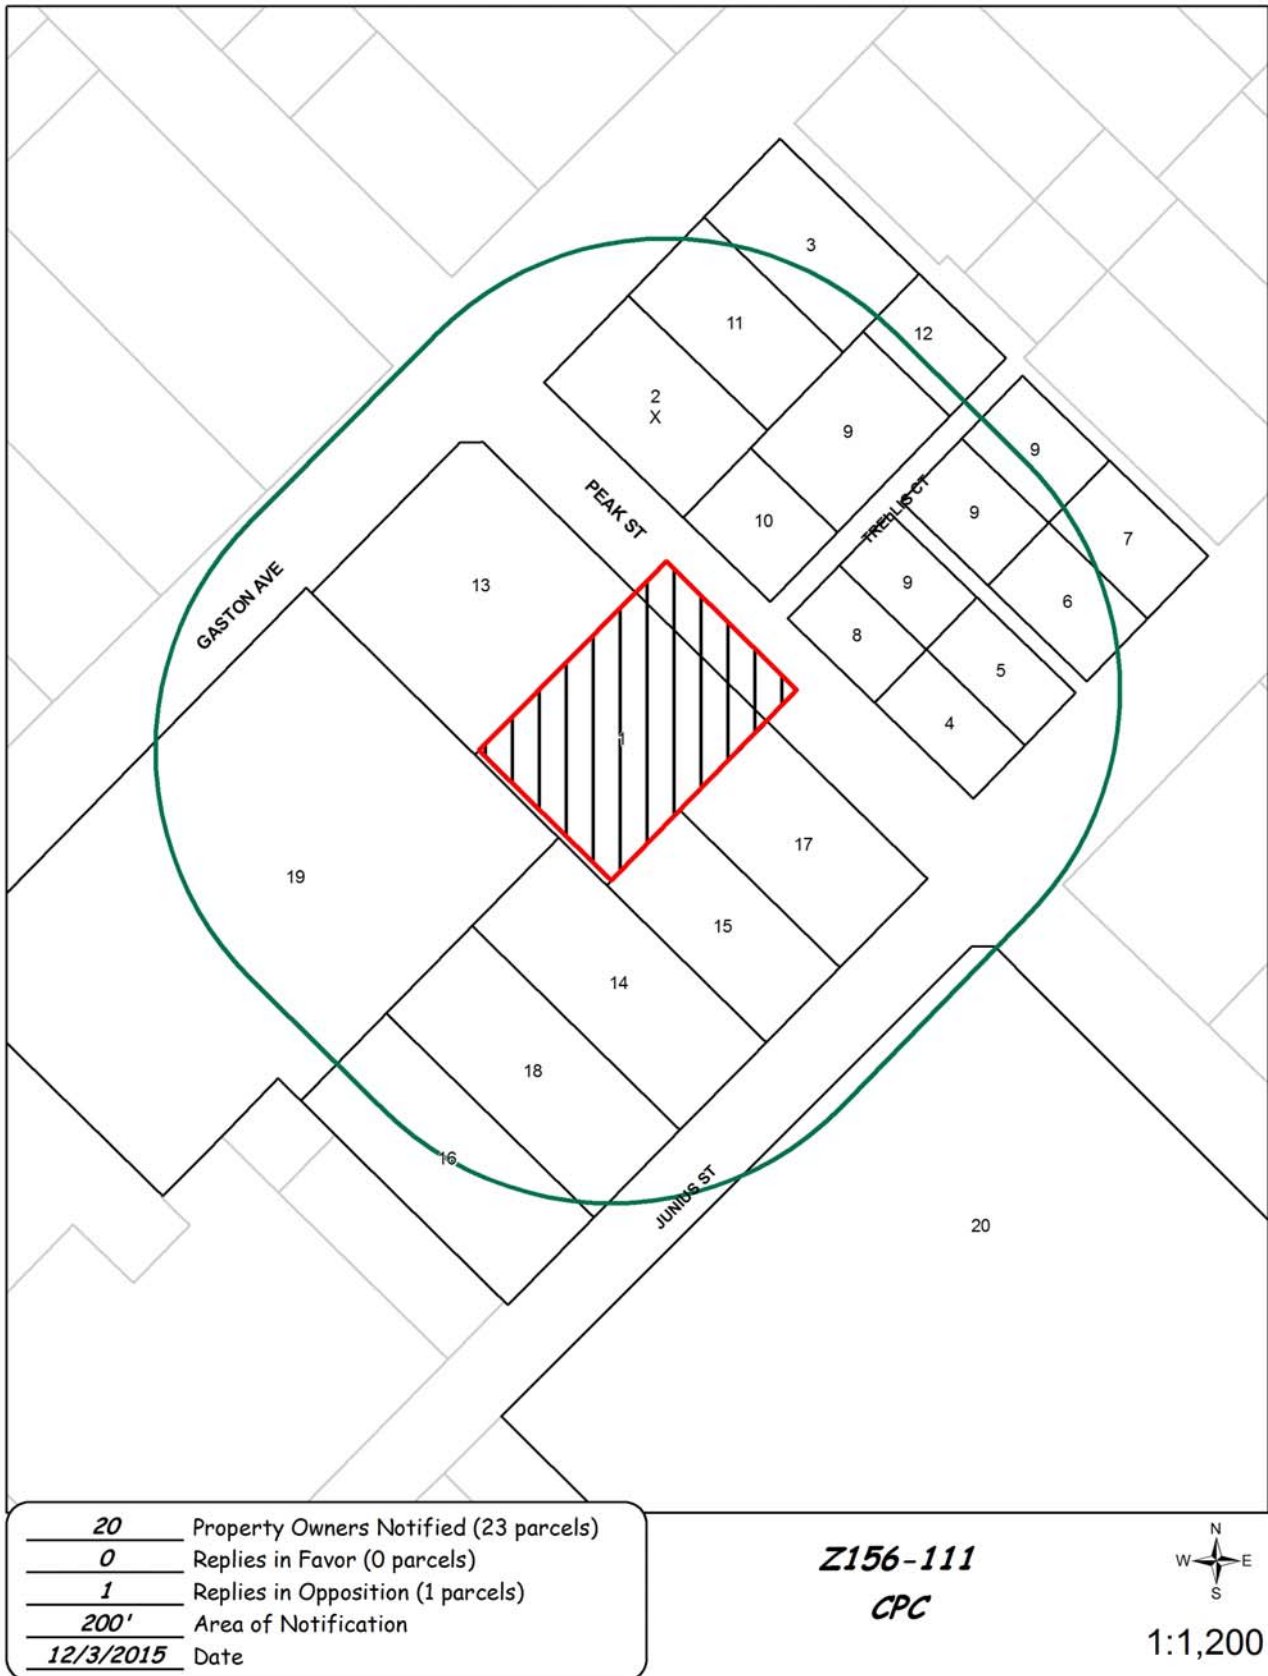 3
11
12
2
X
9
9
PEAK ST
10
9
TRELLIS CT
7
13
9
6
GASTON AVE
8
5
4
1
17
19
15
14
18
16
JUNIUS ST
20
20 Property Owners Notified (23 parcels)
0 Replies in Favor (0 parcels)
1 Replies in Opposition (1 parcels)
200' Area of Notification
12/3/2015 Date
Z156-111
CPC
N
W E
S
1:1,200